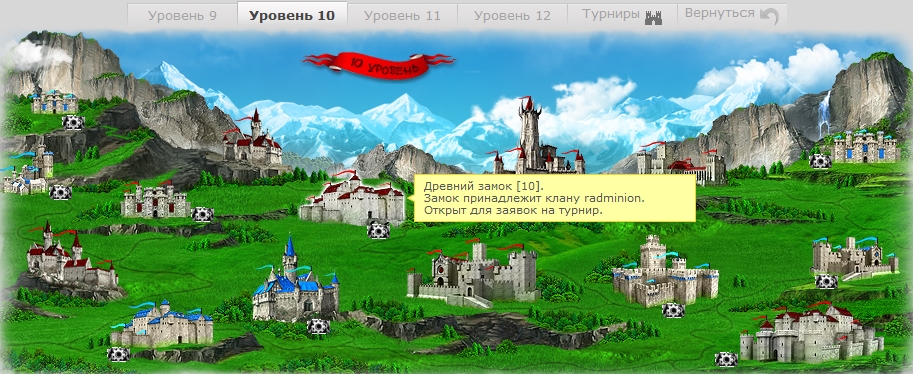 Уровень 9
Уровень 10
Уровень 11
Уровень 12
Турниры
Вернуться
10 УРОВЕНЬ
Древний замок [10].
Замок принадлежит клану radminion.
Открыт для заявок на турнир.